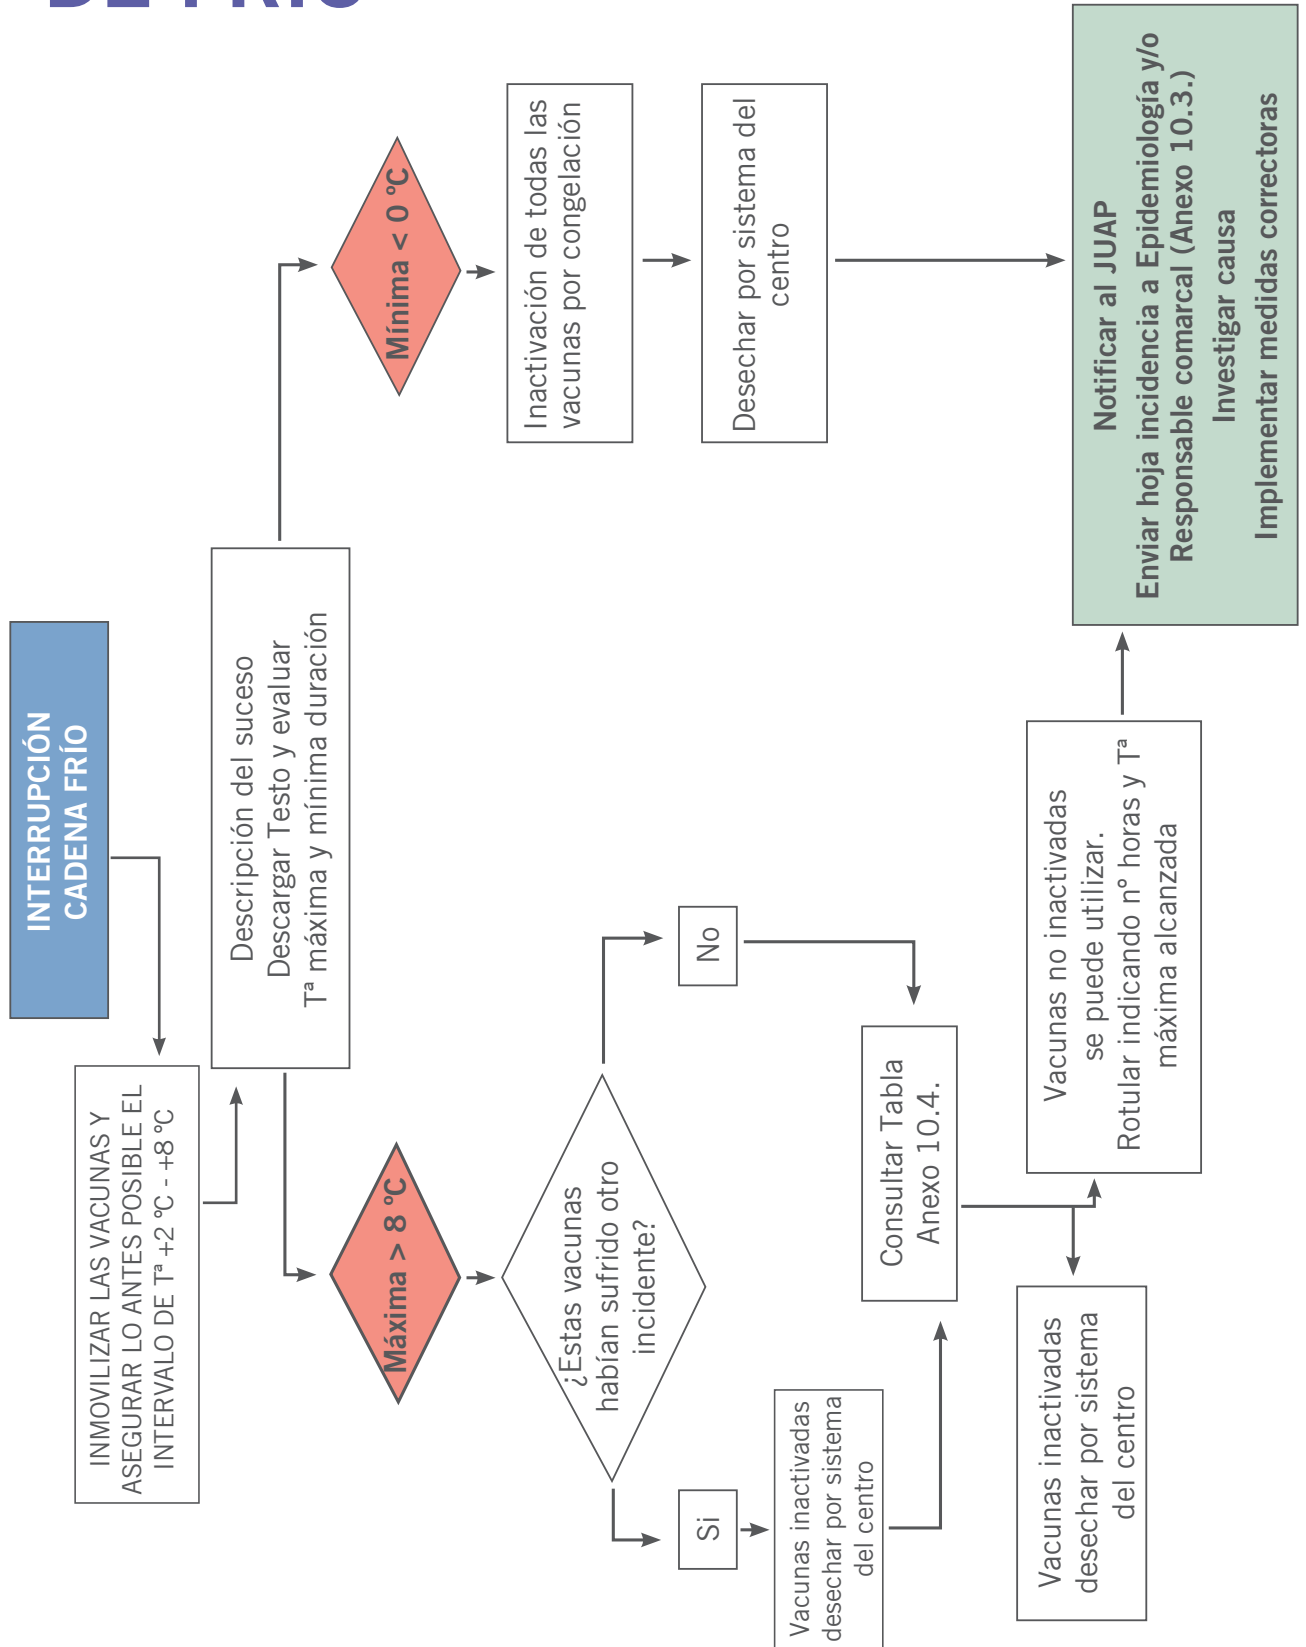 DE FRÍO
INTERRUPCIÓN
CADENA FRÍO
INMOVILIZAR LAS VACUNAS Y
ASEGURAR LO ANTES POSIBLE EL
INTERVALO DE Tª +2 ºC - +8 ºC
Descripción del suceso
Descargar Testo y evaluar
Tª máxima y mínima duración
Máxima > 8 ºC
Mínima < 0 ºC
¿Estas vacunas
habían sufrido otro
incidente?
Inactivación de todas las
vacunas por congelación
Si
No
Desechar por sistema del
centro
Vacunas inactivadas
desechar por sistema
del centro
Consultar Tabla
Anexo 10.4.
Vacunas inactivadas
desechar por sistema
del centro
Vacunas no inactivadas
se puede utilizar.
Rotular indicando nº horas y Tª
máxima alcanzada
Notificar al JUAP
Enviar hoja incidencia a Epidemiología y/o
Responsable comarcal (Anexo 10.3.)
Investigar causa
Implementar medidas correctoras